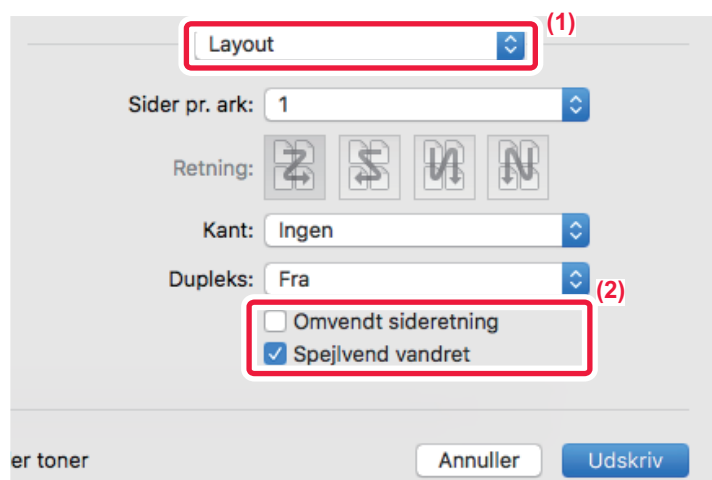 (1)
Layout
Sider pr. ark: 1
Retning:
Kant: Ingen
Dupleks: Fra
(2)
Omvendt sideretning
Spejlvend vandret
er toner Annuller Udskriv